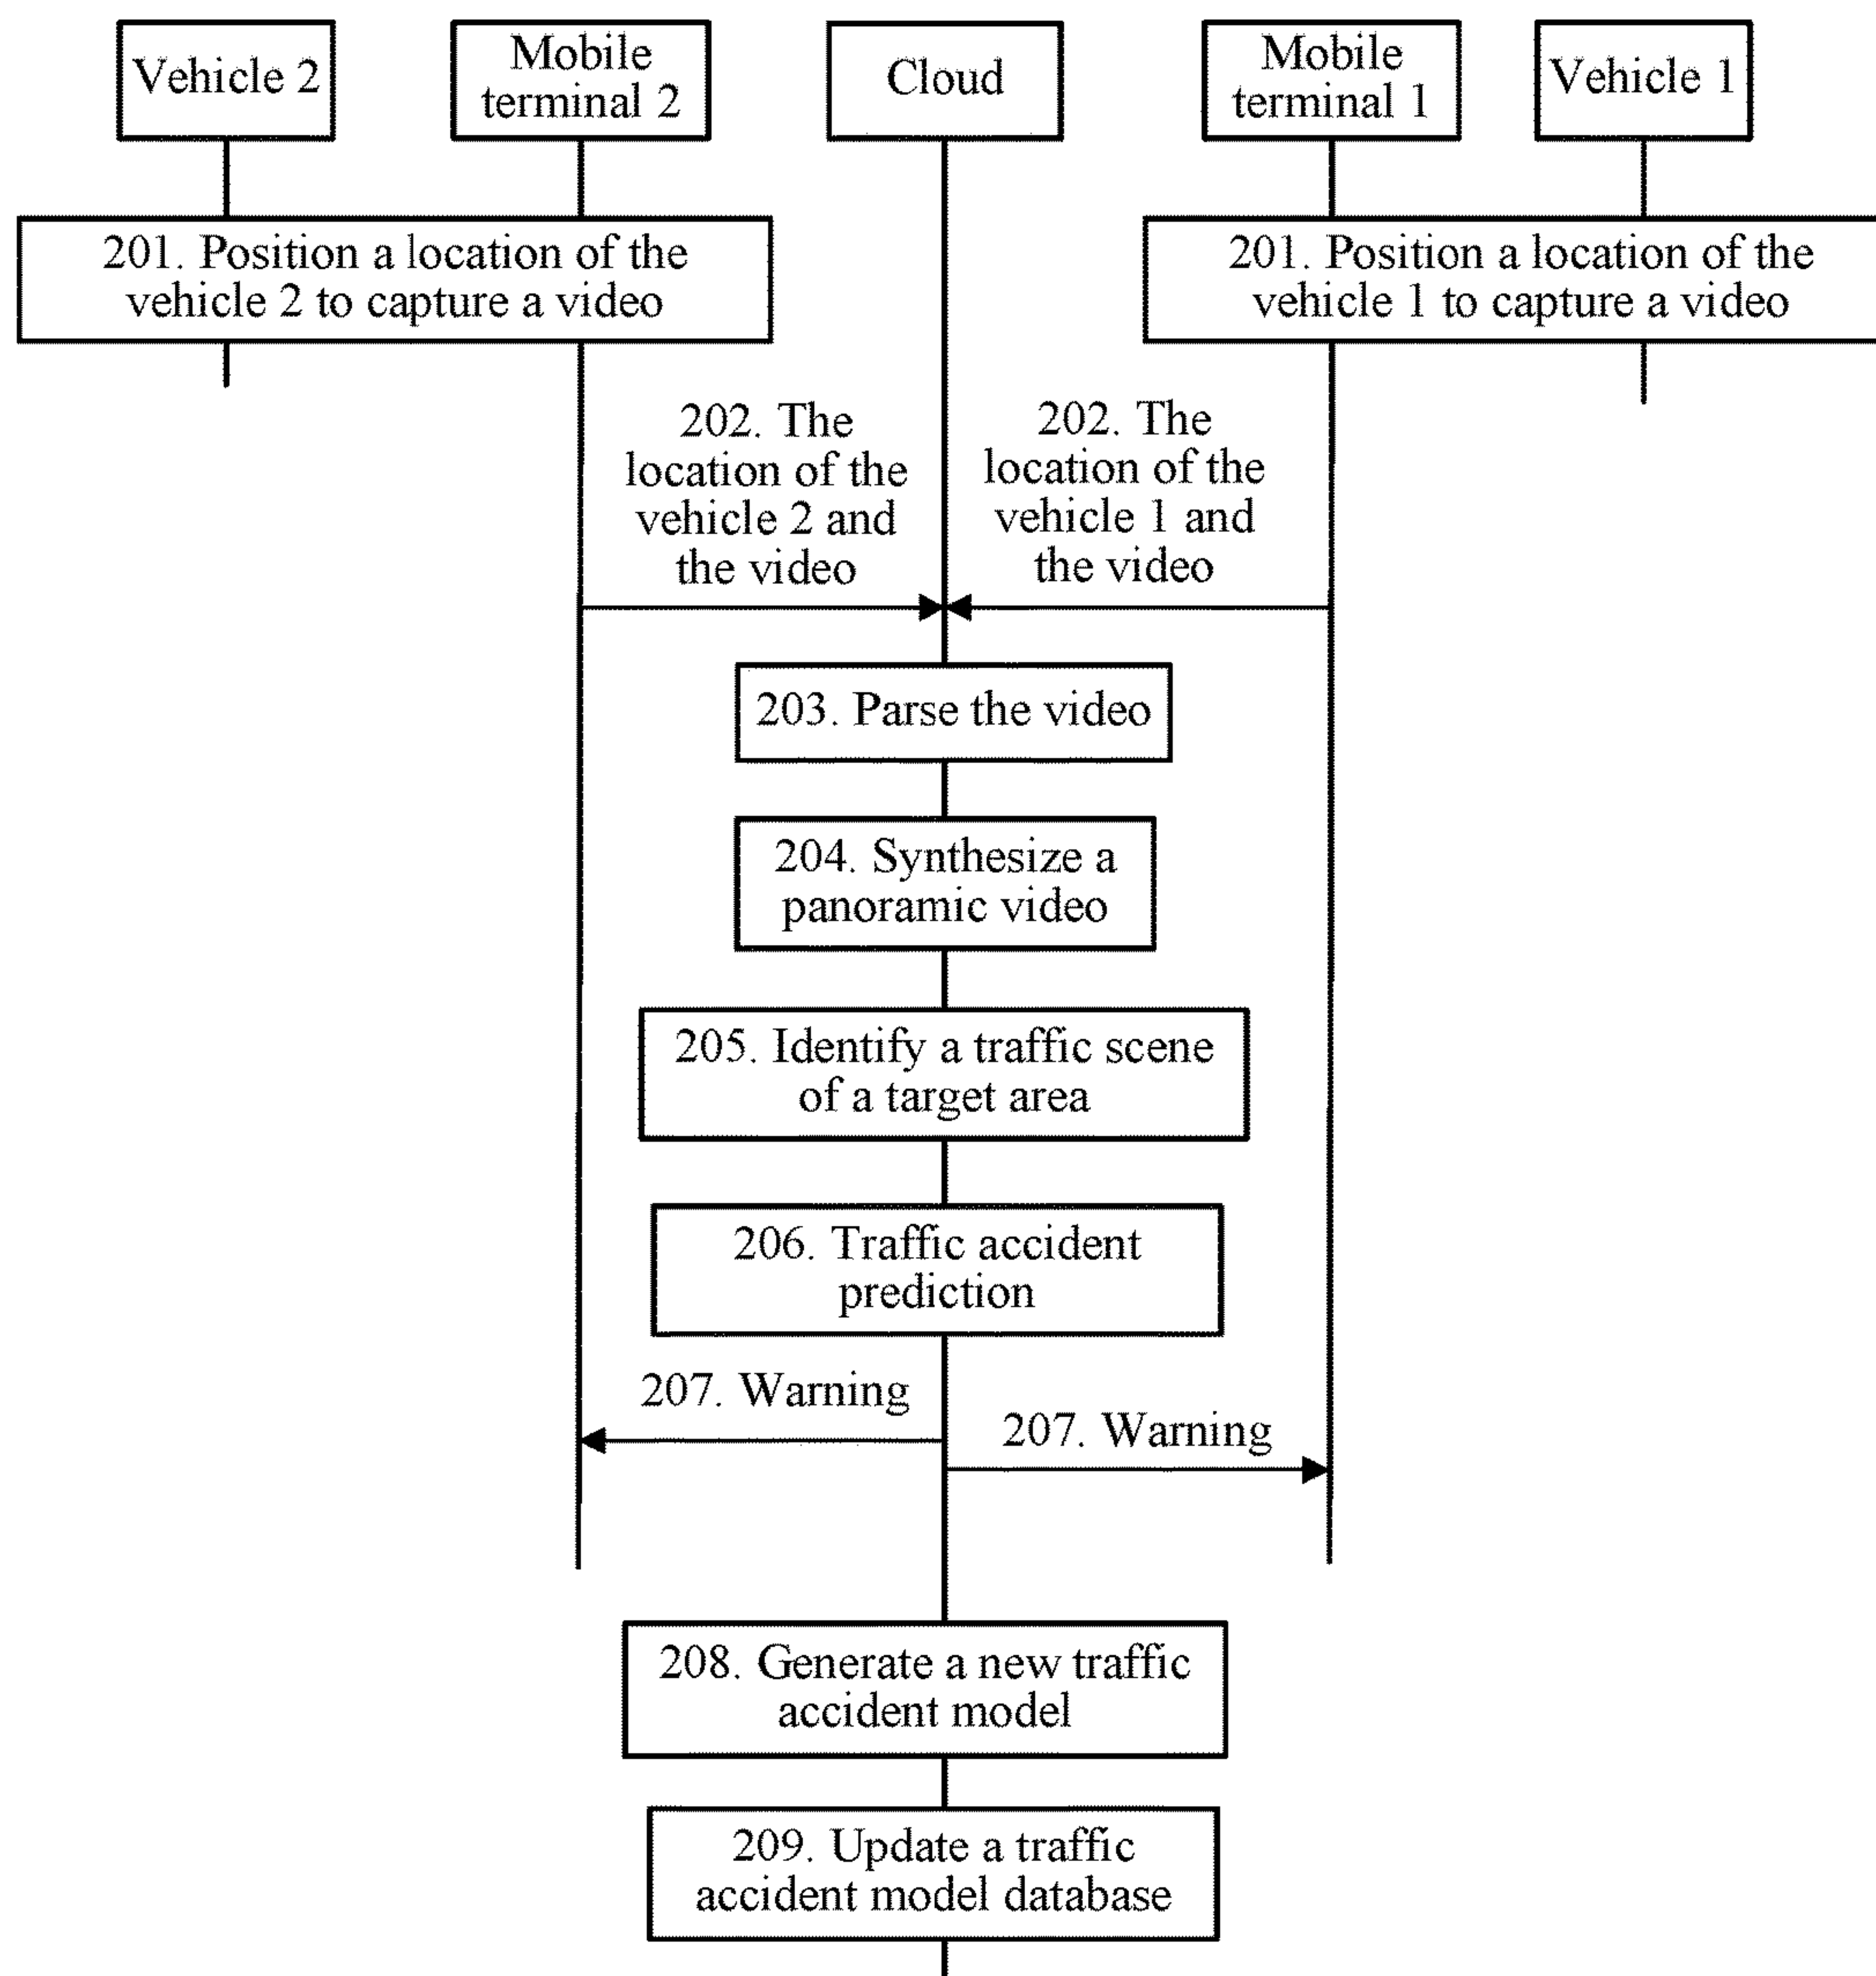 Vehicle 2
Mobile
terminal 2
Cloud
Mobile
terminal 1
Vehicle 1
201. Position a location of the
vehicle 2 to capture a video
201. Position a location of the
vehicle 1 to capture a video
202. The
location of the
vehicle 2 and
the video
202. The
location of the
vehicle 1 and
the video
203. Parse the video
204. Synthesize a
panoramic video
205. Identify a traffic scene
of a target area
206. Traffic accident
prediction
207. Warning
207. Warning
208. Generate a new traffic
accident model
209. Update a traffic
accident model database